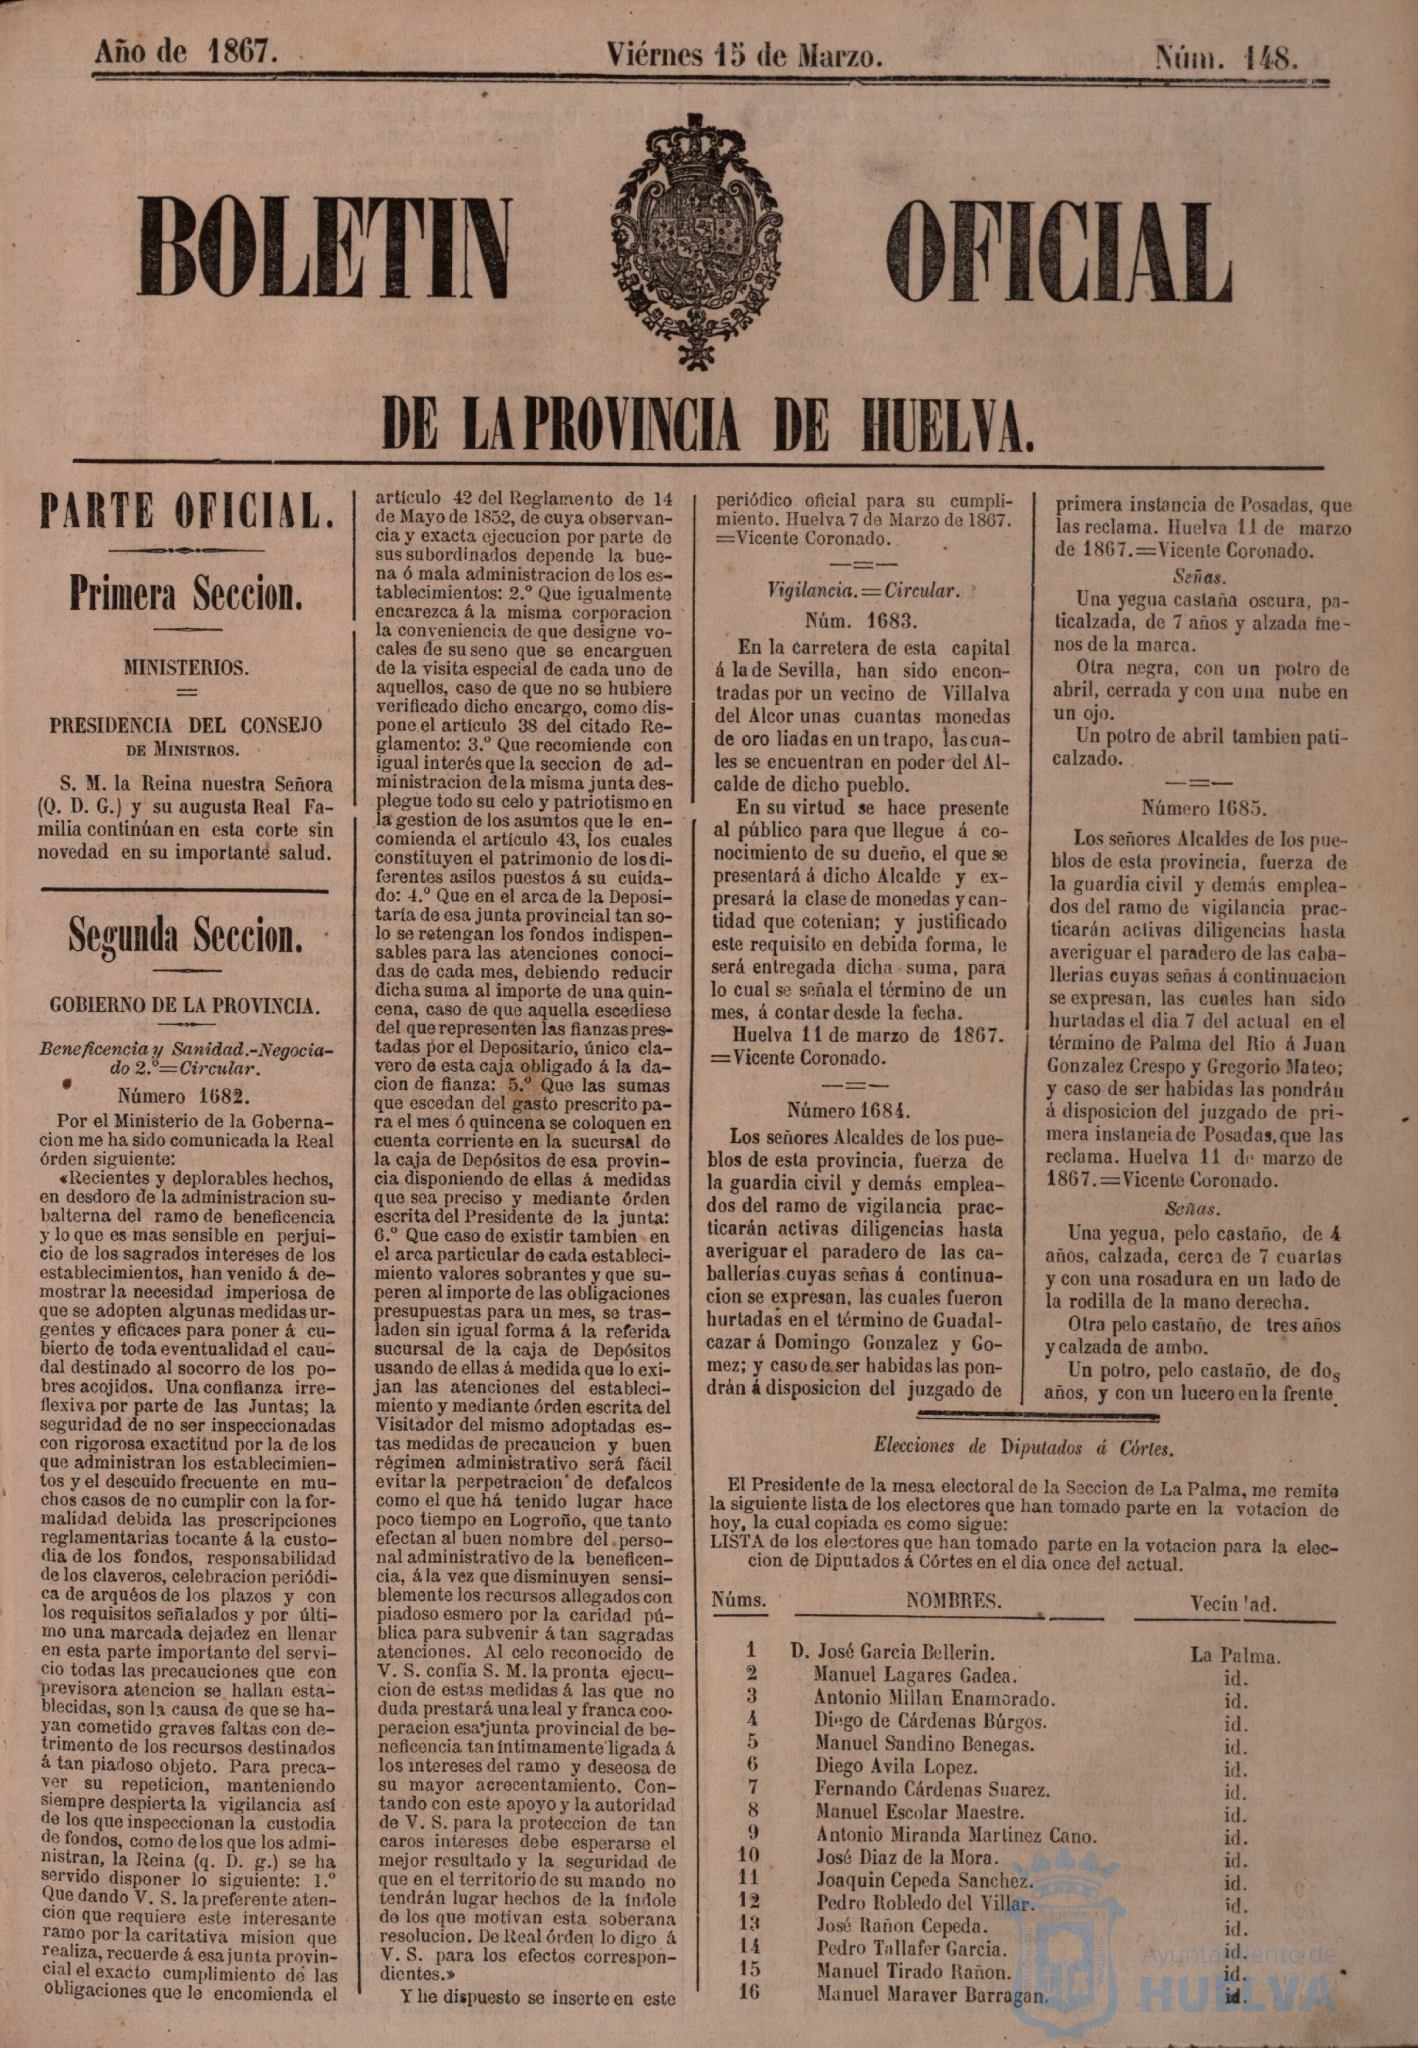 Año de 1867.
Viérnes 15 de Marzo.
Núm. 148.
BOLETIN OFICIAL
DE LA PROVINCIA DE HUELVA.
PARTE OFICIAL.
Primera Seccion.
MINISTERIOS.
PRESIDENCIA DEL CONSEJO
DE MINISTROS.
S. M. la Reina nuestra Señora
(Q. D. G.) y su augusta Real Fa-
milia continúan en esta corte sin
novedad en su importante salud.
Segunda Seccion.
GOBIERNO DE LA PROVINCIA.
Beneficencia y Sanidad.-Negocia-
do 2.º=Circular.
Número 1682.
Por el Ministerio de la Goberna-
cion me ha sido comunicada la Real
órden siguiente:
«Recientes y deplorables hechos,
en desdoro de la administracion su-
balterna del ramo de beneficencia
y lo que es mas sensible en perjui-
cio de los sagrados intereses de los
establecimientos, han venido á de-
mostrar la necesidad imperiosa de
que se adopten algunas medidas ur-
gentes y eficaces para poner á cu-
bierto de toda eventualidad el cau-
dal destinado al socorro de los po-
bres acojidos. Una confianza irre-
flexiva por parte de las Juntas; la
seguridad de no ser inspeccionadas
con rigorosa exactitud por la de los
que administran los establecimien-
tos y el descuido frecuente en mu-
chos casos de no cumplir con la for-
malidad debida las prescripciones
reglamentarias tocante á la custo-
dia de los fondos, responsabilidad
de los claveros, celebracion periódi-
ca de arquéos de los plazos y con
los requisitos señalados y por últi-
mo una marcada dejadez en llenar
en esta parte importante del servi-
cio todas las precauciones que con
previsora atencion se hallan esta-
blecidas, son la causa de que se ha-
yan cometido graves faltas con de-
trimento de los recursos destinados
á tan piadoso objeto. Para preca-
ver su repeticion, manteniendo
siempre despierta la vigilancia así
de los que inspeccionan la custodia
de fondos, como de los que los admi-
nistran, la Reina (q. D. g.) se ha
servido disponer lo siguiente: 1.º
Que dando V. S. la preferente aten-
cion que requiere este interesante
ramo por la caritativa mision que
realiza, recuerde á esa junta provin-
cial el exacto cumplimiento de las
obligaciones que le encomienda el
artículo 42 del Reglamento de 14
de Mayo de 1852, de cuya observan-
cia y exacta ejecucion por parte de
sus subordinados depende la bue-
na ó mala administracion de los es-
tablecimientos: 2.º Que igualmente
encarezca á la misma corporacion
la conveniencia de que designe vo-
cales de su seno que se encarguen
de la visita especial de cada uno de
aquellos, caso de que no se hubiere
verificado dicho encargo, como dis-
pone el artículo 38 del citado Re-
glamento: 3.º Que recomiende con
igual interés que la seccion de ad-
ministracion de la misma junta des-
plegue todo su celo y patriotismo en
la gestion de los asuntos que le en-
comienda el artículo 43, los cuales
constituyen el patrimonio de los di-
ferentes asilos puestos á su cuida-
do: 4.º Que en el arca de la Deposi-
taría de esa junta provincial tan so-
lo se retengan los fondos indispen-
sables para las atenciones conoci-
das de cada mes, debiendo reducir
dicha suma al importe de una quin-
cena, caso de que aquella escediese
del que representen las fianzas pres-
tadas por el Depositario, único cla-
vero de esta caja obligado á la da-
cion de fianza: 5.º Que las sumas
que escedan del gasto prescrito pa-
ra el mes ó quincena se coloquen en
cuenta corriente en la sucursal de
la caja de Depósitos de esa provin-
cia disponiendo de ellas á medidas
que sea preciso y mediante órden
escrita del Presidente de la junta:
6.º Que caso de existir tambien en
el arca particular de cada estableci-
miento valores sobrantes y que su-
peren al importe de las obligaciones
presupuestas para un mes, se tras-
laden sin igual forma á la referida
sucursal de la caja de Depósitos
usando de ellas á medida que lo exi-
jan las atenciones del estableci-
miento y mediante órden escrita del
Visitador del mismo adoptadas es-
tas medidas de precaucion y buen
régimen administrativo será fácil
evitar la perpetracion de defalcos
como el que há tenido lugar hace
poco tiempo en Logroño, que tanto
efectan al buen nombre del perso-
nal administrativo de la beneficen-
cia, á la vez que disminuyen sensi-
blemente los recursos allegados con
piadoso esmero por la caridad pú-
blica para subvenir á tan sagradas
atenciones. Al celo reconocido de
V. S. confia S. M. la pronta ejecu-
cion de estas medidas á las que no
duda prestará una leal y franca coo-
peracion esa junta provincial de be-
neficencia tan íntimamente ligada á
los intereses del ramo y deseosa de
su mayor acrecentamiento. Con-
tando con este apoyo y la autoridad
de V. S. para la proteccion de tan
caros intereses debe esperarse el
mejor resultado y la seguridad de
que en el territorio de su mando no
tendrán lugar hechos de la índole
de los que motivan esta soberana
resolucion. De Real órden lo digo á
V. S. para los efectos correspon-
dientes.»
Y he dispuesto se inserte en este
periódico oficial para su cumpli-
miento. Huelva 7 de Marzo de 1867.
=Vicente Coronado.
Vigilancia.=Circular.
Núm. 1683.
En la carretera de esta capital
á la de Sevilla, han sido encon-
tradas por un vecino de Villalva
del Alcor unas cuantas monedas
de oro liadas en un trapo, las cua-
les se encuentran en poder del Al-
calde de dicho pueblo.
En su virtud se hace presente
al público para que llegue á co-
nocimiento de su dueño, el que se
presentará á dicho Alcalde y ex-
presará la clase de monedas y can-
tidad que cotenian; y justificado
este requisito en debida forma, le
será entregada dicha suma, para
lo cual se señala el término de un
mes, á contar desde la fecha.
Huelva 11 de marzo de 1867.
=Vicente Coronado.
Número 1684.
Los señores Alcaldes de los pue-
blos de esta provincia, fuerza de
la guardia civil y demás emplea-
dos del ramo de vigilancia prac-
ticarán activas diligencias hasta
averiguar el paradero de las ca-
ballerías cuyas señas á continua-
cion se expresan, las cuales fueron
hurtadas en el término de Guadal-
cazar á Domingo Gonzalez y Go-
mez; y caso de ser habidas las pon-
drán á disposicion del juzgado de
primera instancia de Posadas, que
las reclama. Huelva 11 de marzo
de 1867.=Vicente Coronado.
Señas.
Una yegua castaña oscura, pa-
ticalzada, de 7 años y alzada me-
nos de la marca.
Otra negra, con un potro de
abril, cerrada y con una nube en
un ojo.
Un potro de abril tambien pati-
calzado.
Número 1685.
Los señores Alcaldes de los pue-
blos de esta provincia, fuerza de
la guardia civil y demás emplea-
dos del ramo de vigilancia prac-
ticarán activas diligencias hasta
averiguar el paradero de las caba-
llerias cuyas señas á continuacion
se expresan, las cuales han sido
hurtadas el dia 7 del actual en el
término de Palma del Rio á Juan
Gonzalez Crespo y Gregorio Mateo;
y caso de ser habidas las pondrán
á disposicion del juzgado de pri-
mera instancia de Posadas, que las
reclama. Huelva 11 de marzo de
1867.=Vicente Coronado.
Señas.
Una yegua, pelo castaño, de 4
años, calzada, cerca de 7 cuartas
y con una rosadura en un lado de
la rodilla de la mano derecha.
Otra pelo castaño, de tres años
y calzada de ambo.
Un potro, pelo castaño, de dos
años, y con un lucero en la frente.
Elecciones de Diputados á Córtes.
El Presidente de la mesa electoral de la Seccion de La Palma, me remite
la siguiente lista de los electores que han tomado parte en la votacion de
hoy, la cual copiada es como sigue:
LISTA de los electores que han tomado parte en la votacion para la elec-
cion de Diputados á Córtes en el dia once del actual.
Núms. NOMBRES. Vecin ad.
1 D. José Garcia Bellerin. La Palma.
2 Manuel Lagares Gadea. id.
3 Antonio Millan Enamorado. id.
4 Diego de Cárdenas Búrgos. id.
5 Manuel Sandino Benegas. id.
6 Diego Avila Lopez. id.
7 Fernando Cárdenas Suarez. id.
8 Manuel Escolar Maestre. id.
9 Antonio Miranda Martinez Cano. id.
10 José Diaz de la Mora. id.
11 Joaquin Cepeda Sanchez. id.
12 Pedro Robledo del Villar. id.
13 José Rañon Cepeda. id.
14 Pedro Tallafer Garcia. id.
15 Manuel Tirado Rañon. id.
16 Manuel Maraver Barragan. id.
Ayuntamiento de
HUELVA